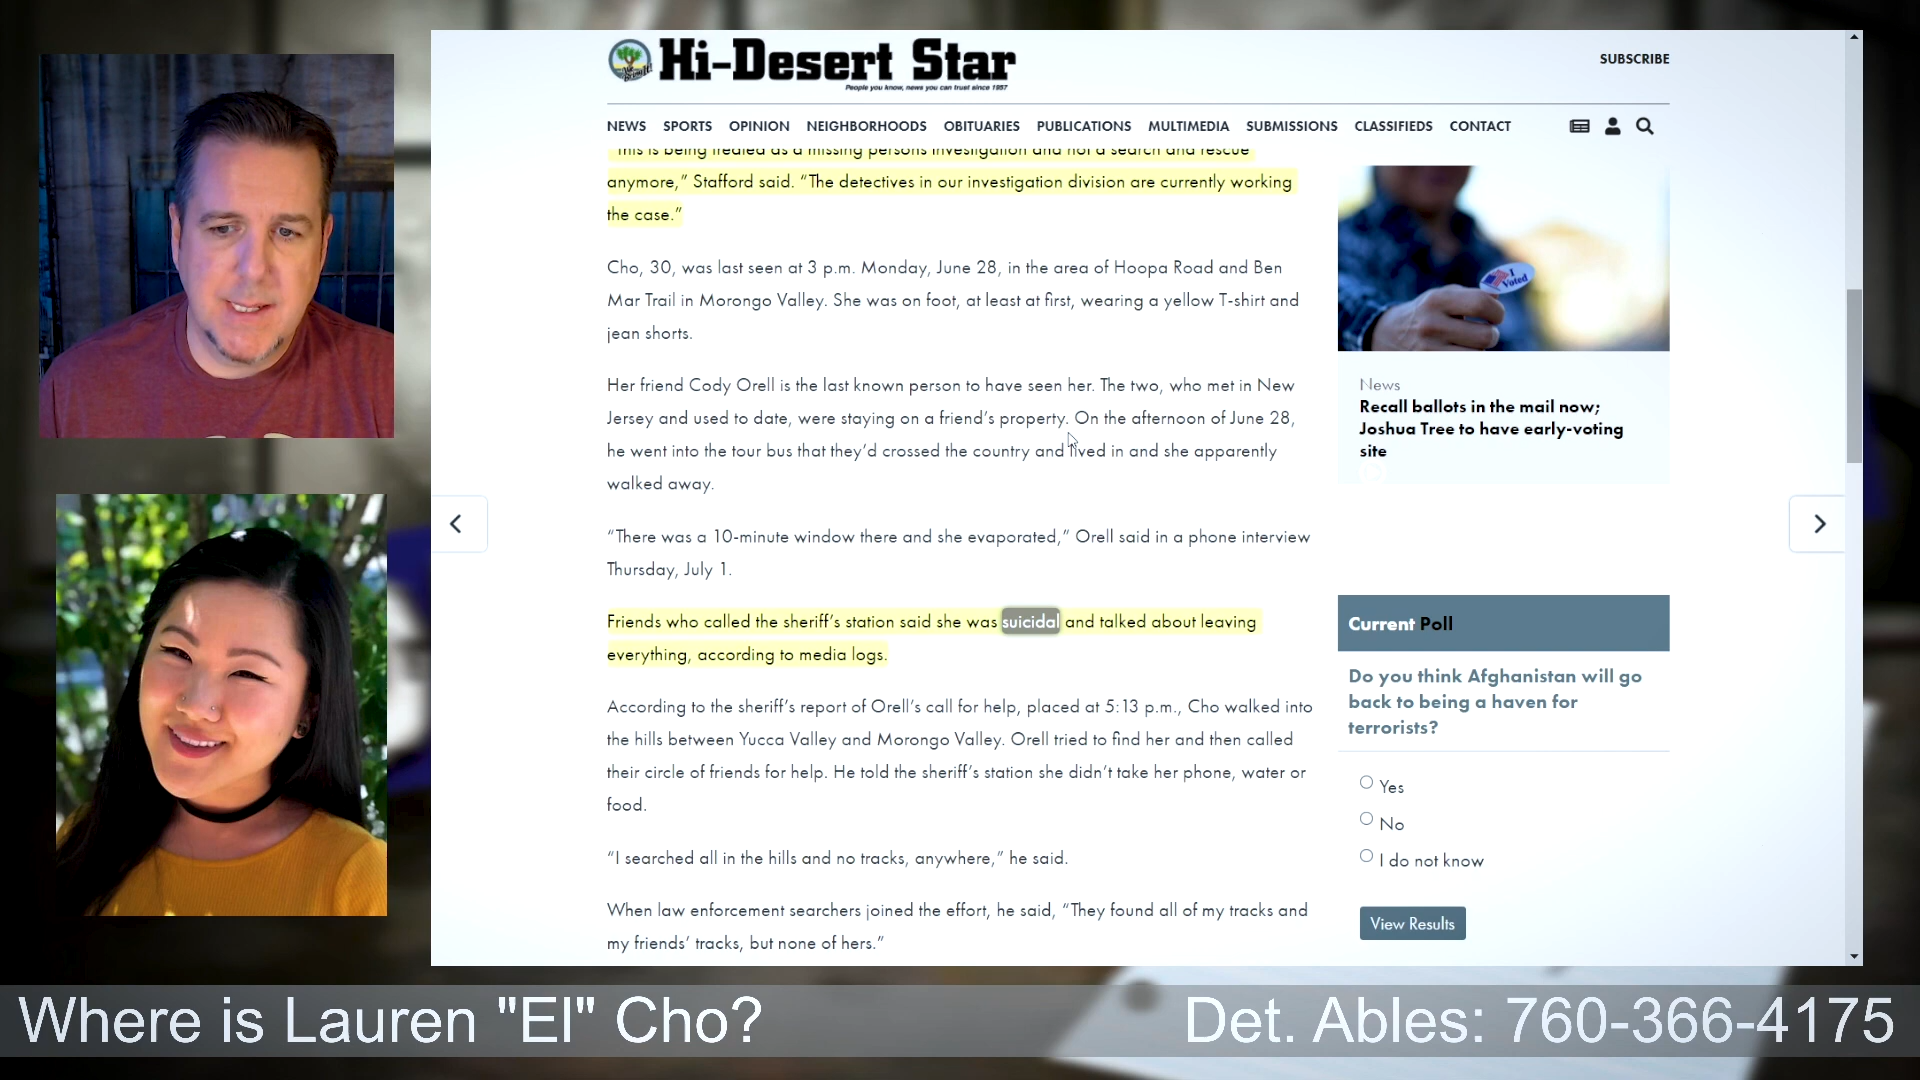 Hi-Desert Star
People you know, news you can trust since 1957
SUBSCRIBE
NEWS SPORTS OPINION NEIGHBORHOODS OBITUARIES PUBLICATIONS MULTIMEDIA SUBMISSIONS CLASSIFIEDS CONTACT
"This is being treated as a missing persons investigation and not a search and rescue
anymore,” Stafford said. “The detectives in our investigation division are currently working
the case.”
Cho, 30, was last seen at 3 p.m. Monday, June 28, in the area of Hoopa Road and Ben
Mar Trail in Morongo Valley. She was on foot, at least at first, wearing a yellow T-shirt and
jean shorts.
Her friend Cody Orell is the last known person to have seen her. The two, who met in New
Jersey and used to date, were staying on a friend’s property. On the afternoon of June 28,
he went into the tour bus that they’d crossed the country and lived in and she apparently
walked away.
“There was a 10-minute window there and she evaporated,” Orell said in a phone interview
Thursday, July 1.
Friends who called the sheriff’s station said she was suicidal and talked about leaving
everything, according to media logs.
According to the sheriff’s report of Orell’s call for help, placed at 5:13 p.m., Cho walked into
the hills between Yucca Valley and Morongo Valley. Orell tried to find her and then called
their circle of friends for help. He told the sheriff’s station she didn’t take her phone, water or
food.
“I searched all in the hills and no tracks, anywhere,” he said.
When law enforcement searchers joined the effort, he said, “They found all of my tracks and
my friends’ tracks, but none of hers.”
I Voted
News
Recall ballots in the mail now;
Joshua Tree to have early-voting
site
Current Poll
Do you think Afghanistan will go
back to being a haven for
terrorists?
Yes
No
I do not know
View Results
Where is Lauren "El" Cho?
Det. Ables: 760-366-4175